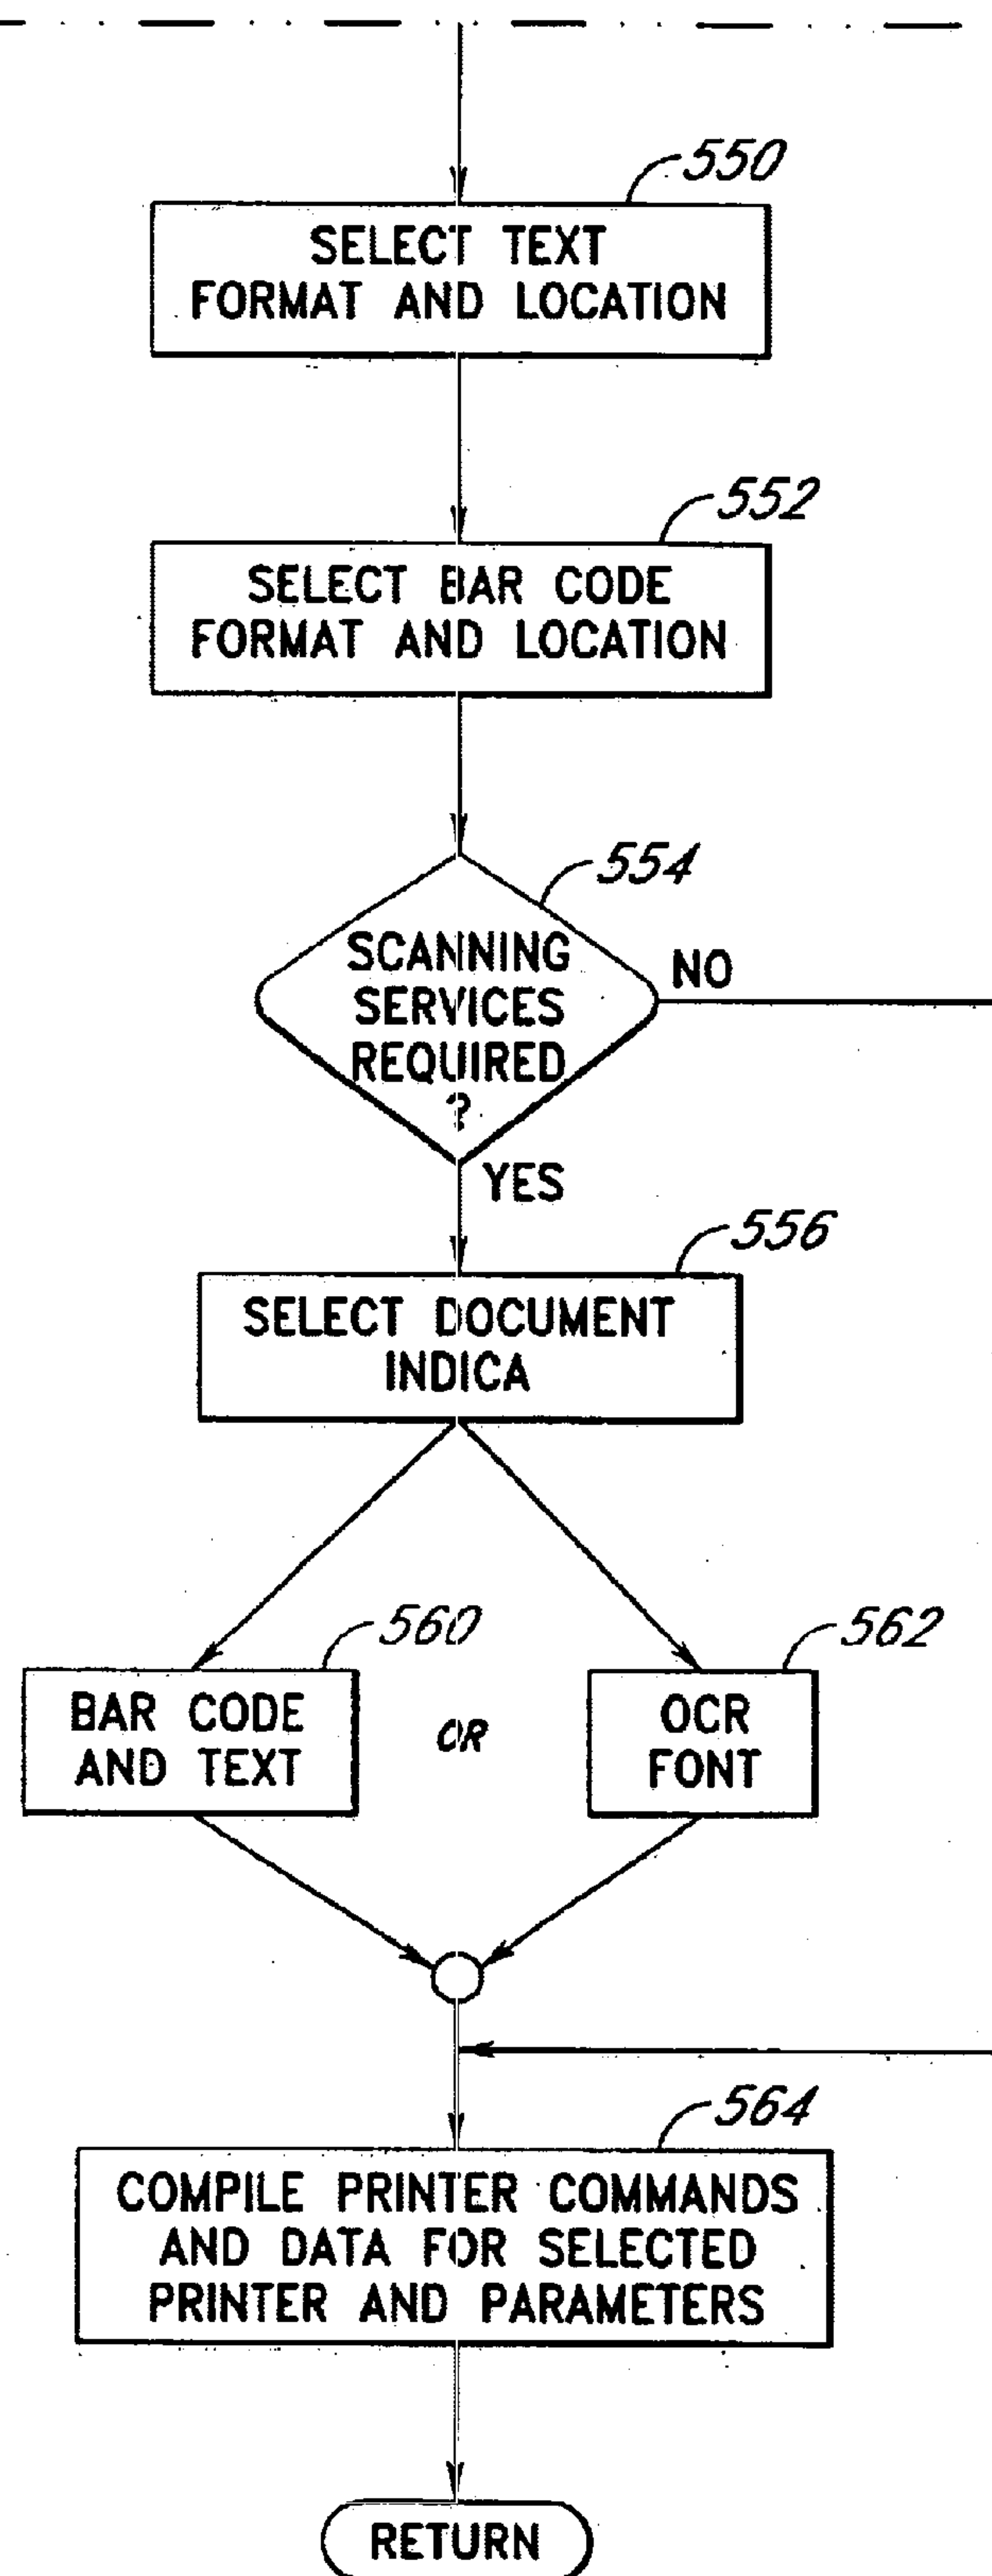 550
SELECT TEXT
FORMAT AND LOCATION
552
SELECT BAR CODE
FORMAT AND LOCATION
554
SCANNING
SERVICES
REQUIRED
?
NO
YES
556
SELECT DOCUMENT
INDICA
560
BAR CODE
AND TEXT
OR
562
OCR
FONT
564
COMPILE PRINTER COMMANDS
AND DATA FOR SELECTED
PRINTER AND PARAMETERS
RETURN